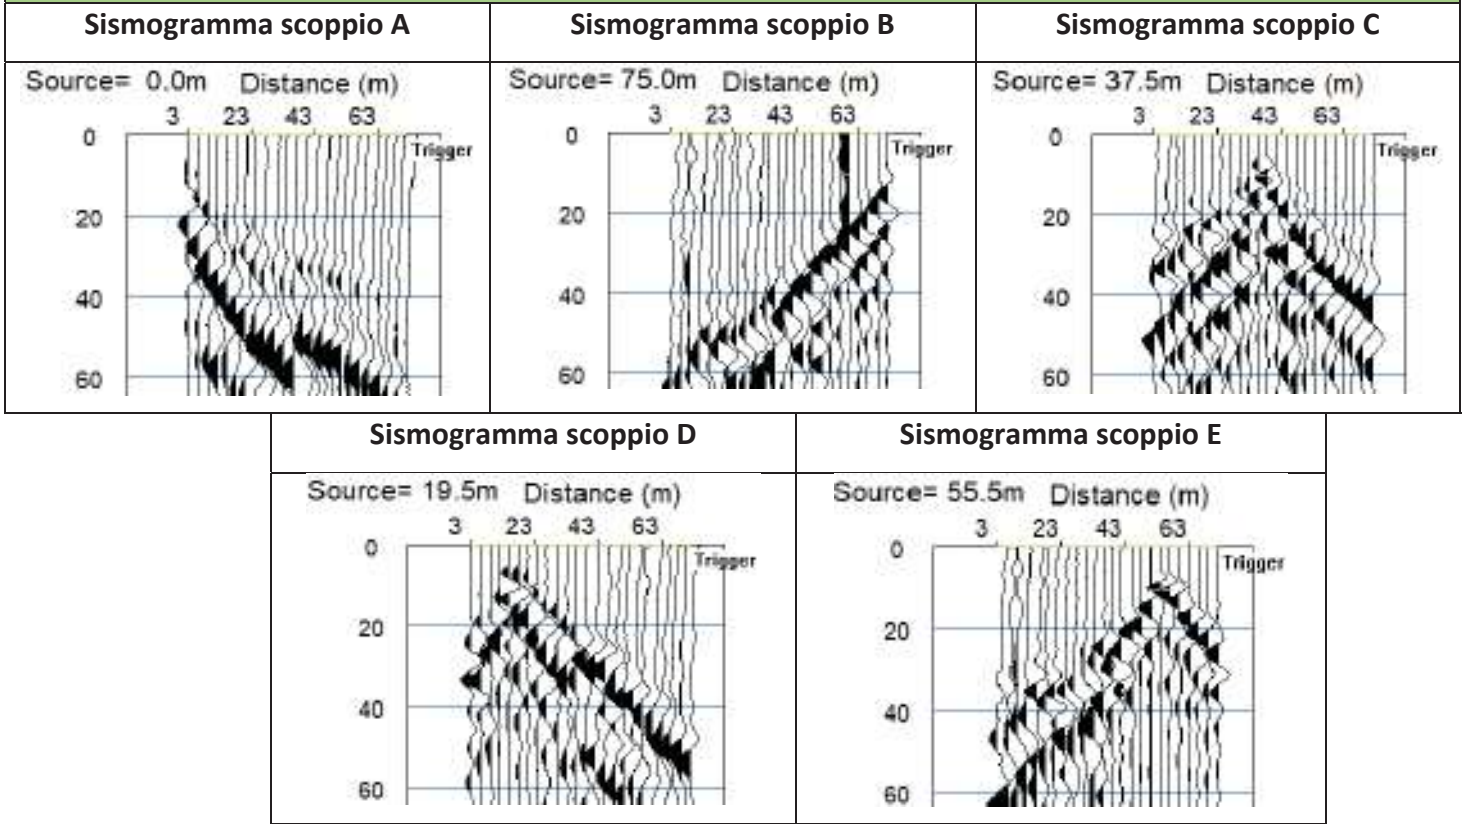 Sismogramma scoppio A
Sismogramma scoppio B
Sismogramma scoppio C
Source= 0.0m Distance (m)
3 23 43 63
0
Trigger
20
40
60
Source= 75.0m Distance (m)
3 23 43 63
0
Trigger
20
40
60
Source= 37.5m Distance (m)
3 23 43 63
0
Trigger
20
40
60
Sismogramma scoppio D
Sismogramma scoppio E
Source= 19.5m Distance (m)
3 23 43 63
0
Trigger
20
40
60
Source= 55.5m Distance (m)
3 23 43 63
0
Trigger
20
40
60